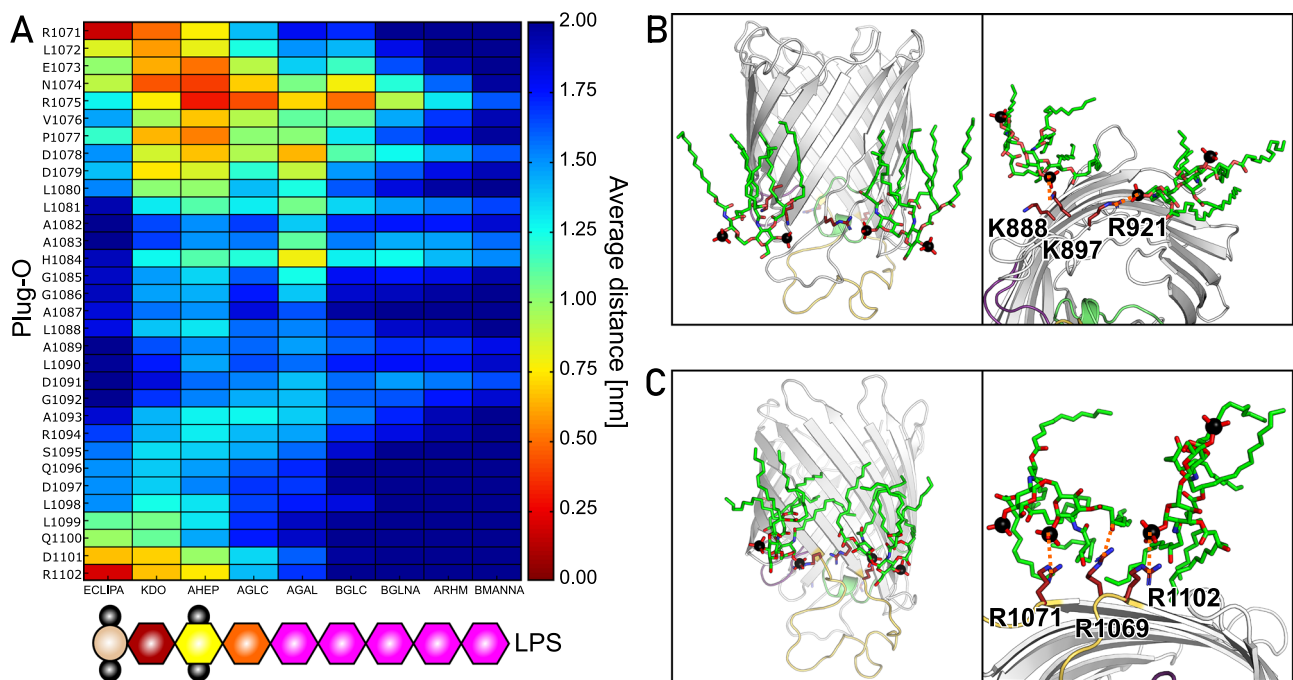 A
Plug-O
R1071
L1072
E1073
N1074
R1075
V1076
P1077
D1078
D1079
L1080
L1081
A1082
A1083
H1084
G1085
G1086
A1087
L1088
A1089
L1090
D1091
G1092
A1093
R1094
S1095
Q1096
D1097
L1098
L1099
Q1100
D1101
R1102
ECLIPA KDO AHEP AGLC AGAL BGLC BGLNA ARHM BMANNA
LPS
2.00
1.75
1.50
1.25
1.00
0.75
0.50
0.25
0.00
Average distance [nm]
B
K888
K897
R921
C
R1071
R1069
R1102